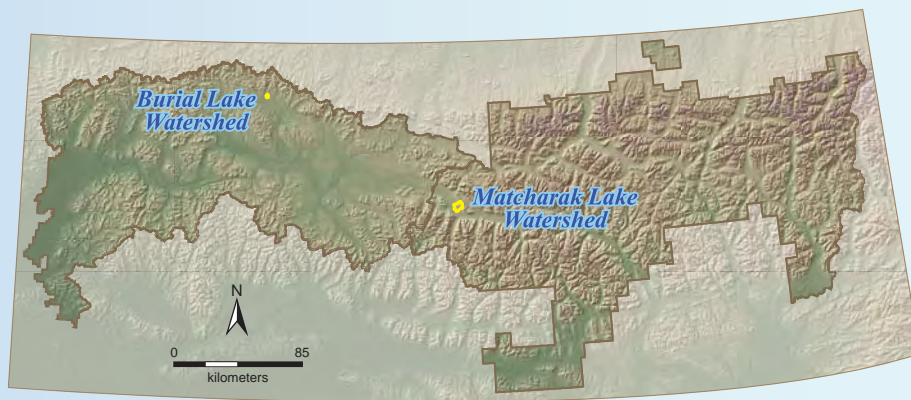 Burial Lake
Watershed
Matcharak Lake
Watershed
N
0 85
kilometers